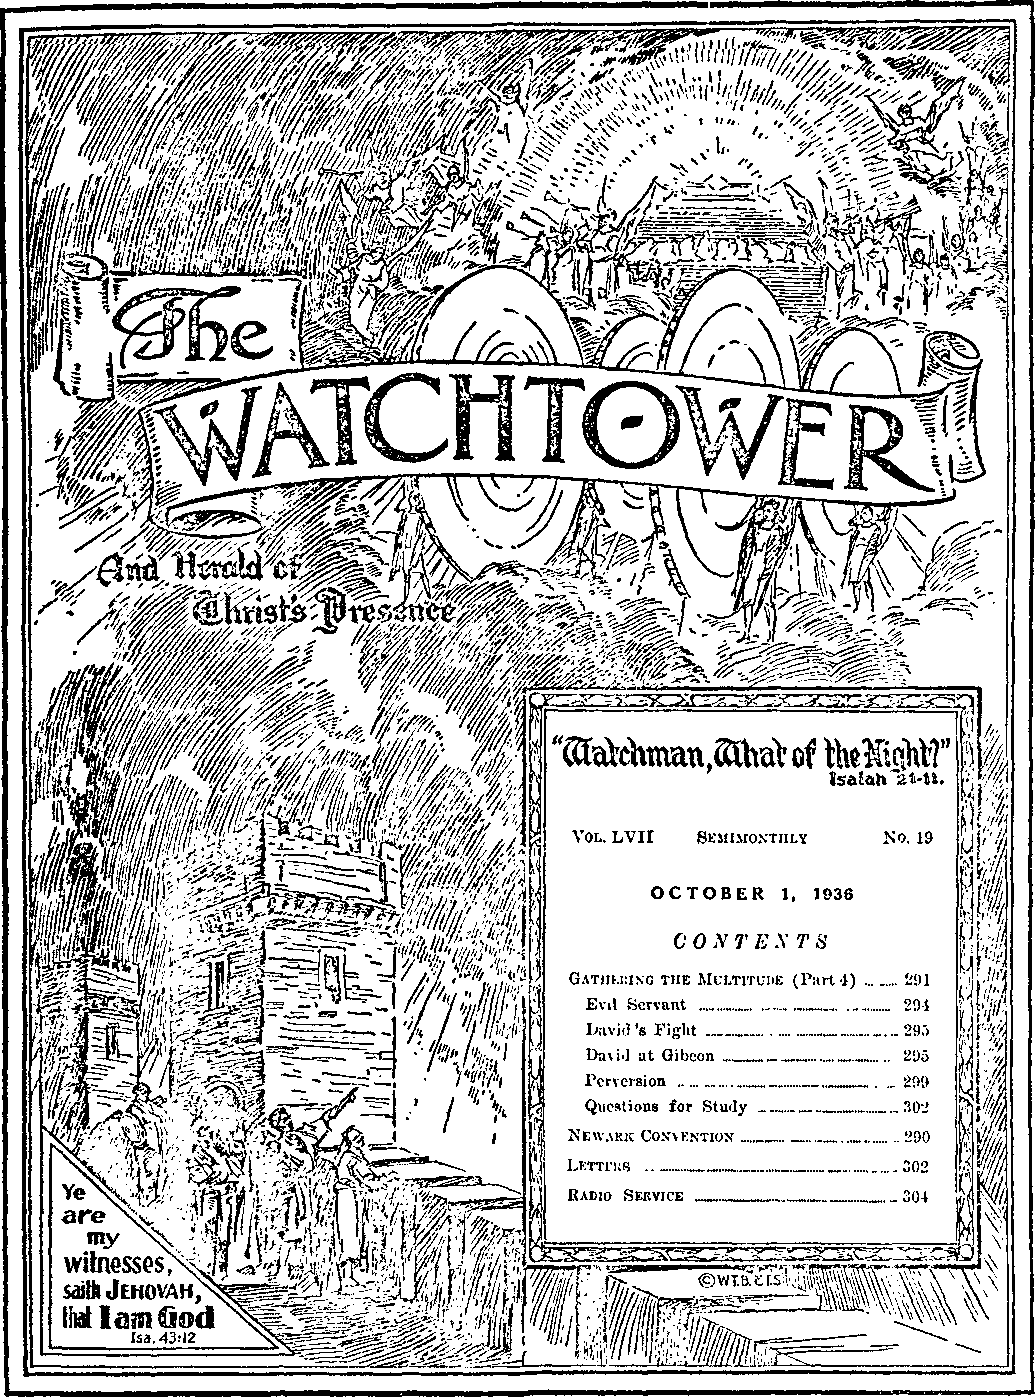 The
WATCHTOWER
And Herald of
Christ's Presence
"Watchman, What of the Night?"
Isaiah 21-11.
VOL. LVII SEMIMONTHLY No. 19
OCTOBER 1, 1936
CONTENTS
GATHERING THE MULTITUDE (Part 4) 291
Evil Servant 294
David's Fight 295
David at Gibeon 295
Perversion 299
Questions for Study 302
NEWARK CONVENTION 290
LETTERS 302
RADIO SERVICE 304
Ye
are
my
witnesses,
saith JEHOVAH,
that I am God
Isa. 43:12
©W.T.B.&T.S.